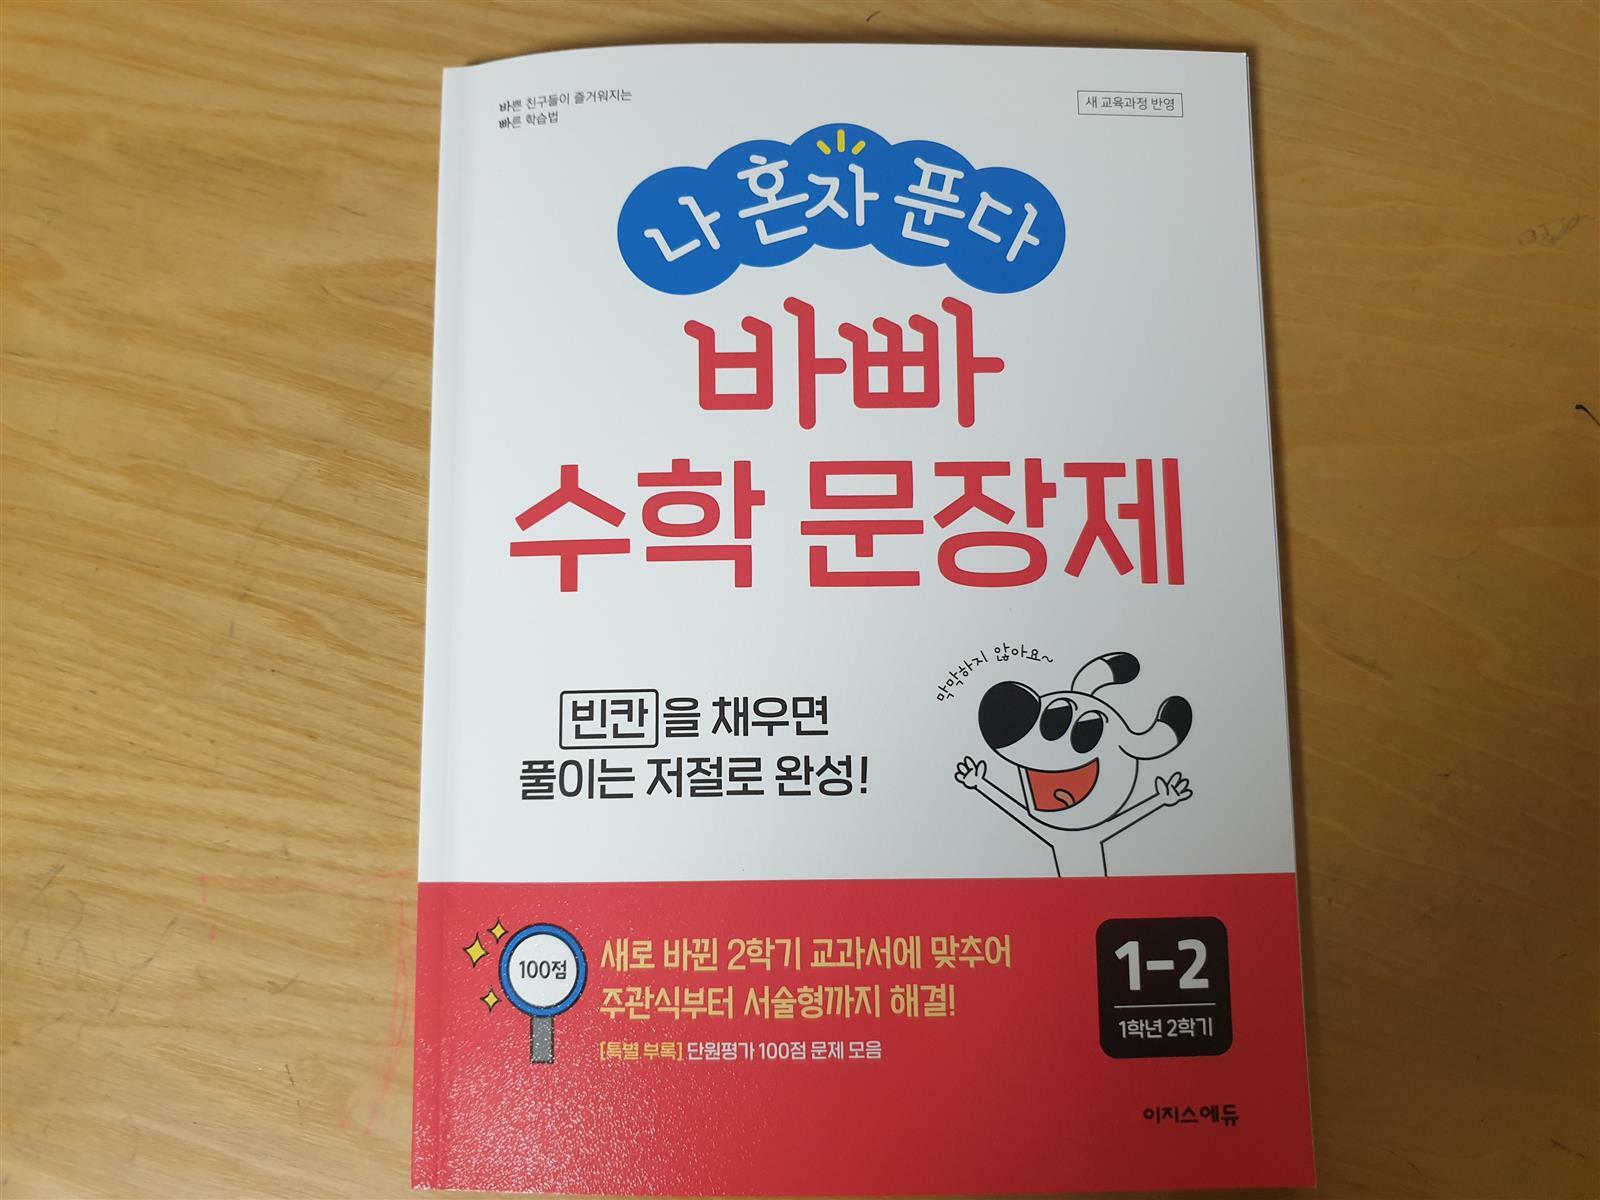 바쁜 친구들이 즐거워지는
빠른 학습법
새 교육과정 반영
나 혼자 푼다
바빠
수학 문장제
막막하지 않아요~
빈칸을 채우면
풀이는 저절로 완성!
100점
새로 바뀐 2학기 교과서에 맞추어
주관식부터 서술형까지 해결!
[특별 부록] 단원평가 100점 문제 모음
1-2
1학년 2학기
이지스에듀